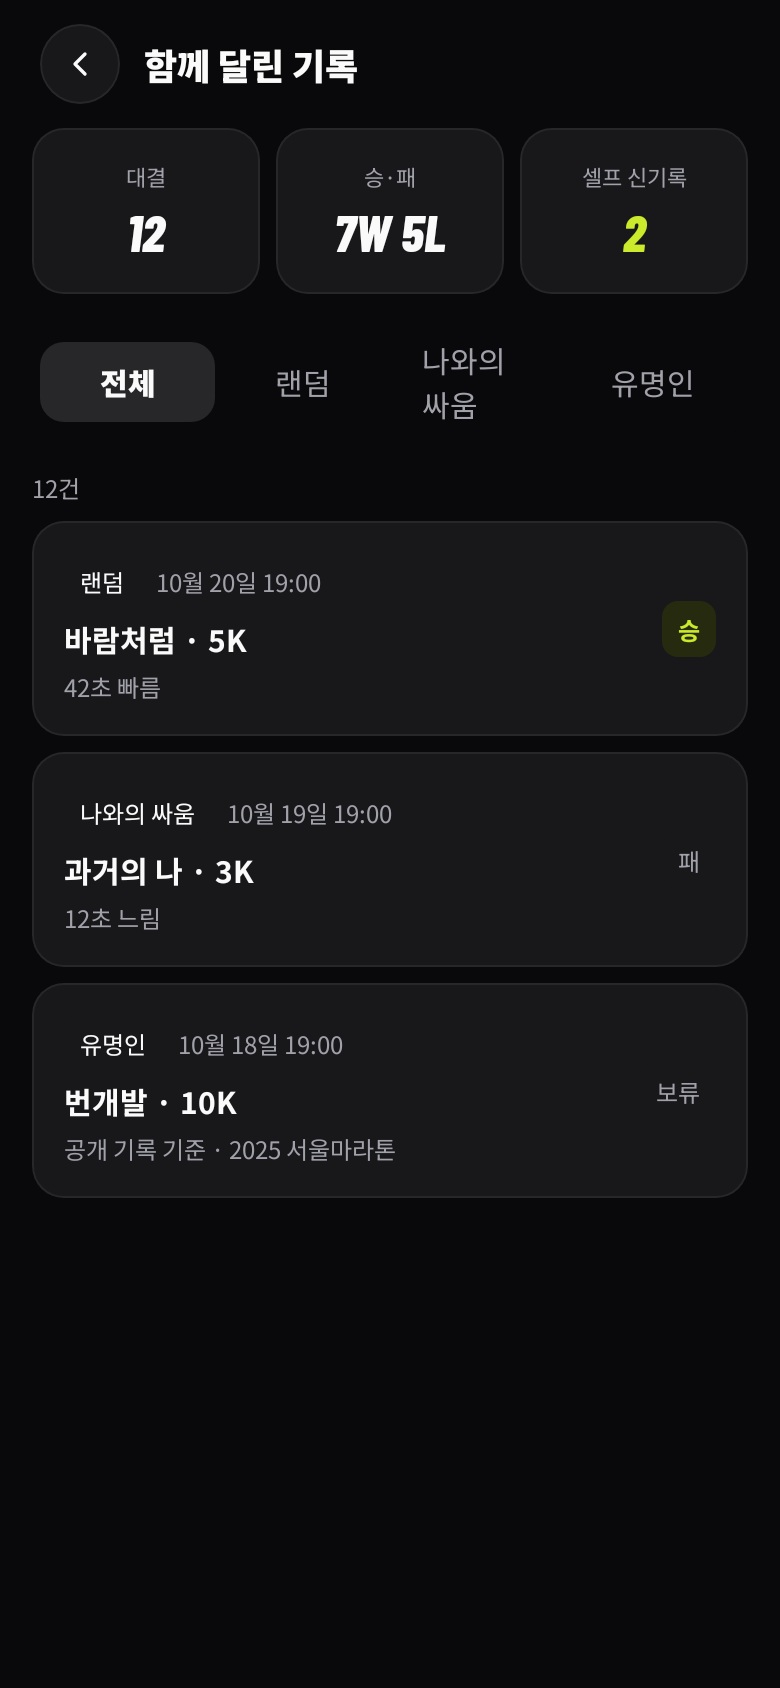 함께 달린 기록
대결
12
승·패
7W 5L
셀프 신기록
2
전체
랜덤
나와의
싸움
유명인
12건
랜덤 10월 20일 19:00
바람처럼 · 5K
42초 빠름
승
나와의 싸움 10월 19일 19:00
과거의 나 · 3K
12초 느림
패
유명인 10월 18일 19:00
번개발 · 10K
공개 기록 기준 · 2025 서울마라톤
보류